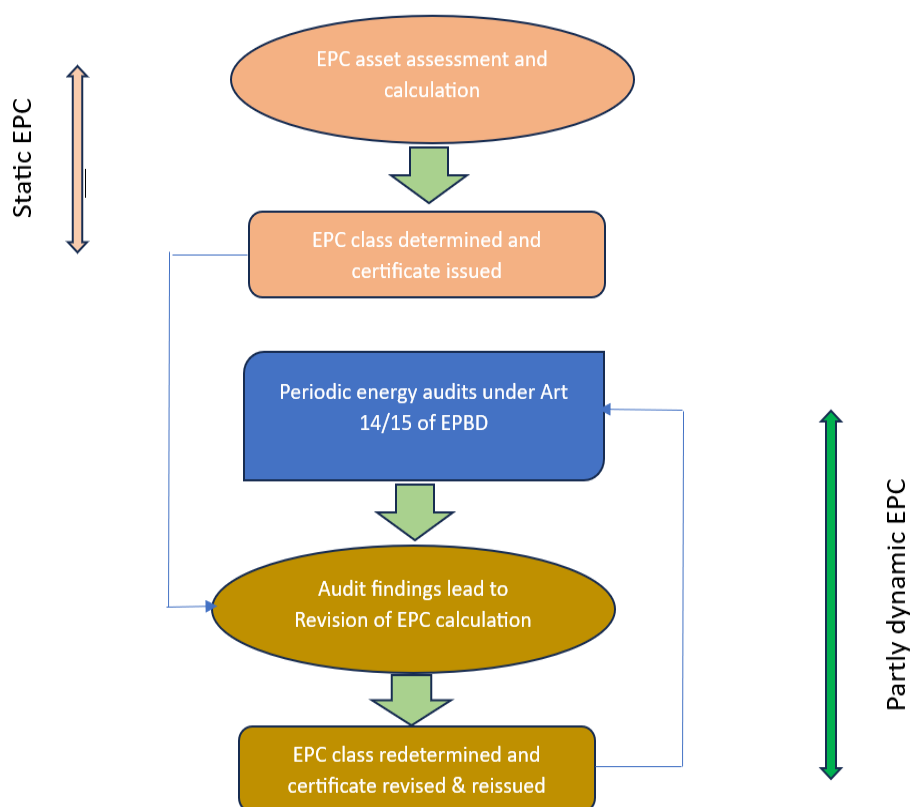 EPC asset assessment and
calculation
Static EPC
EPC class determined and
certificate issued
Periodic energy audits under Art
14/15 of EPBD
Audit findings lead to
Revision of EPC calculation
Partly dynamic EPC
EPC class redetermined and
certificate revised & reissued